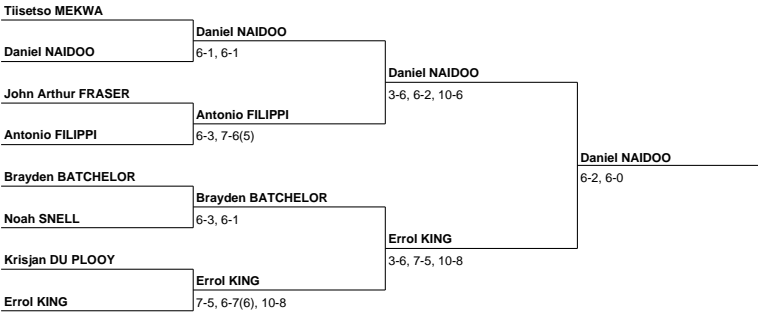 Tiisetso MEKWA
Daniel NAIDOO
6-1, 6-1
Daniel NAIDOO
Daniel NAIDOO
3-6, 6-2, 10-6
John Arthur FRASER
Antonio FILIPPI
6-3, 7-6(5)
Antonio FILIPPI
Daniel NAIDOO
6-2, 6-0
Brayden BATCHELOR
Brayden BATCHELOR
6-3, 6-1
Noah SNELL
Errol KING
3-6, 7-5, 10-8
Krisjan DU PLOOY
Errol KING
7-5, 6-7(6), 10-8
Errol KING